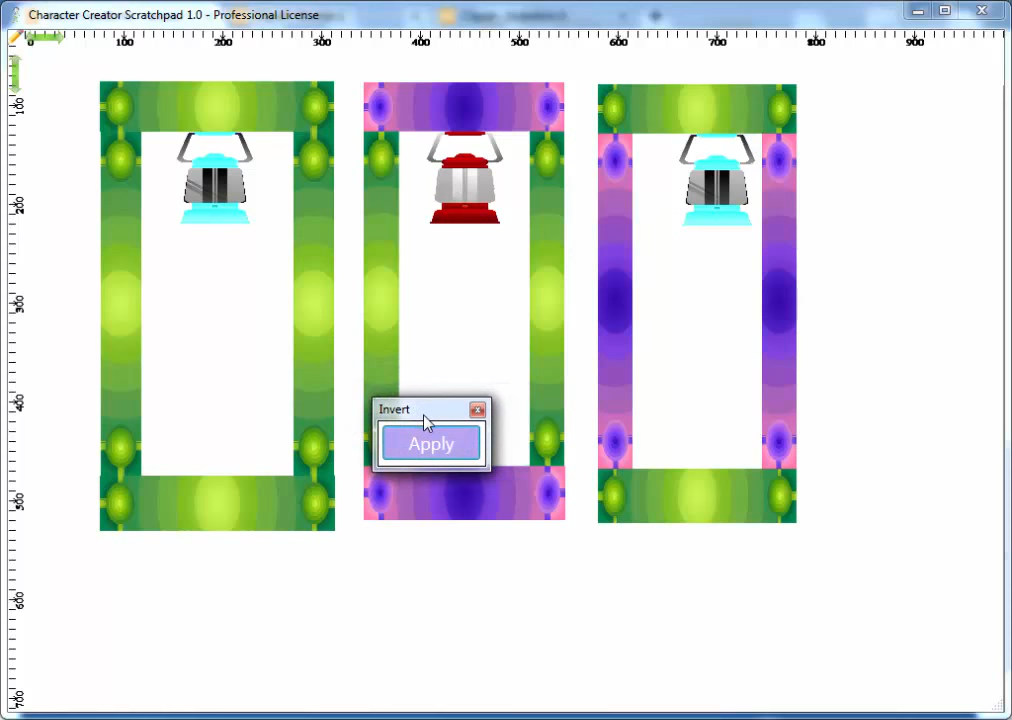 Character Creator Scratchpad 1.0 - Professional License
0 100 200 300 400 500 600 700 800 900
100
200
300
400
500
600
700
Invert
Apply